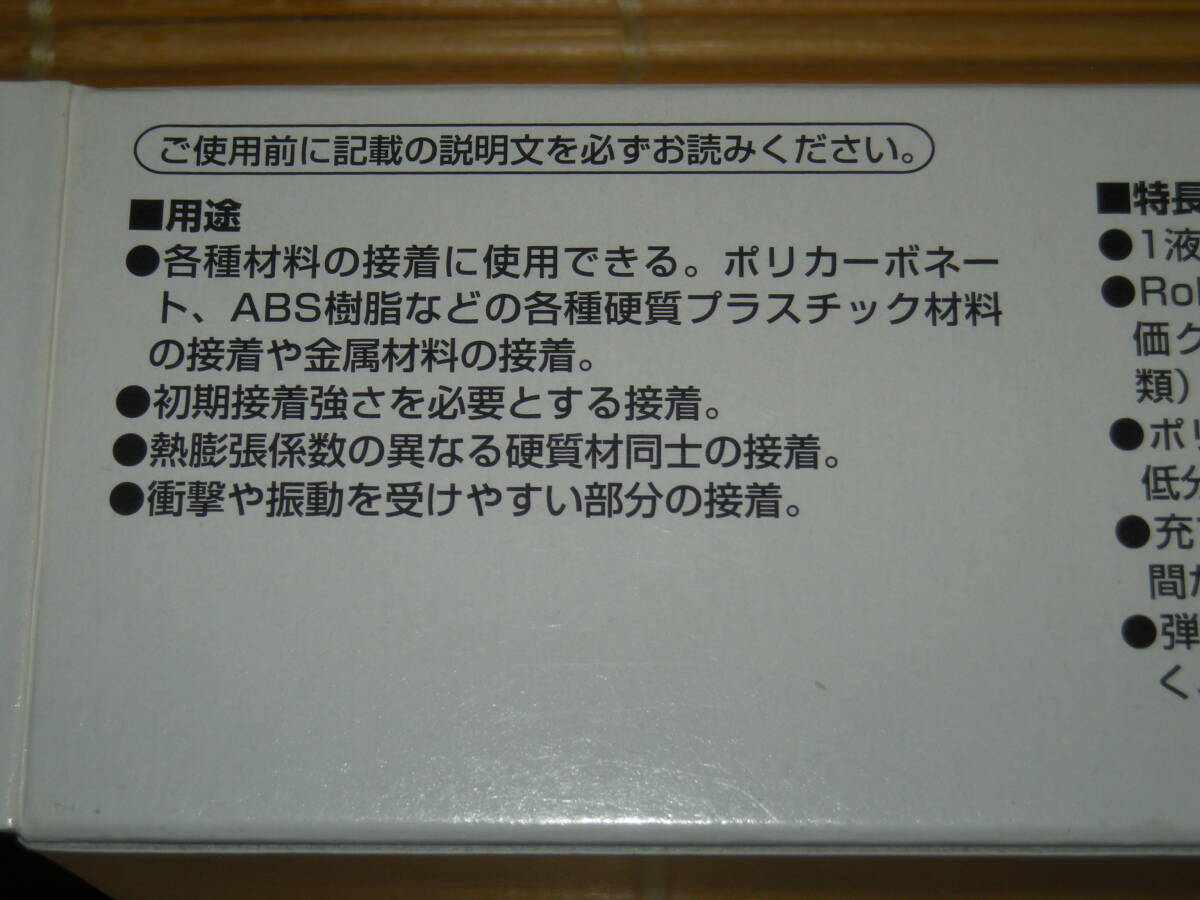 ご使用前に記載の説明文を必ずお読みください。
■用途
●各種材料の接着に使用できる。ポリカーボネー
ト、ABS樹脂などの各種硬質プラスチック材料
の接着や金属材料の接着。
●初期接着強さを必要とする接着。
●熱膨張係数の異なる硬質材同士の接着。
●衝撃や振動を受けやすい部分の接着。
■特長
●1液
●Ro
価ク
類）
●ポリ
低分
●充
間
●弾
く